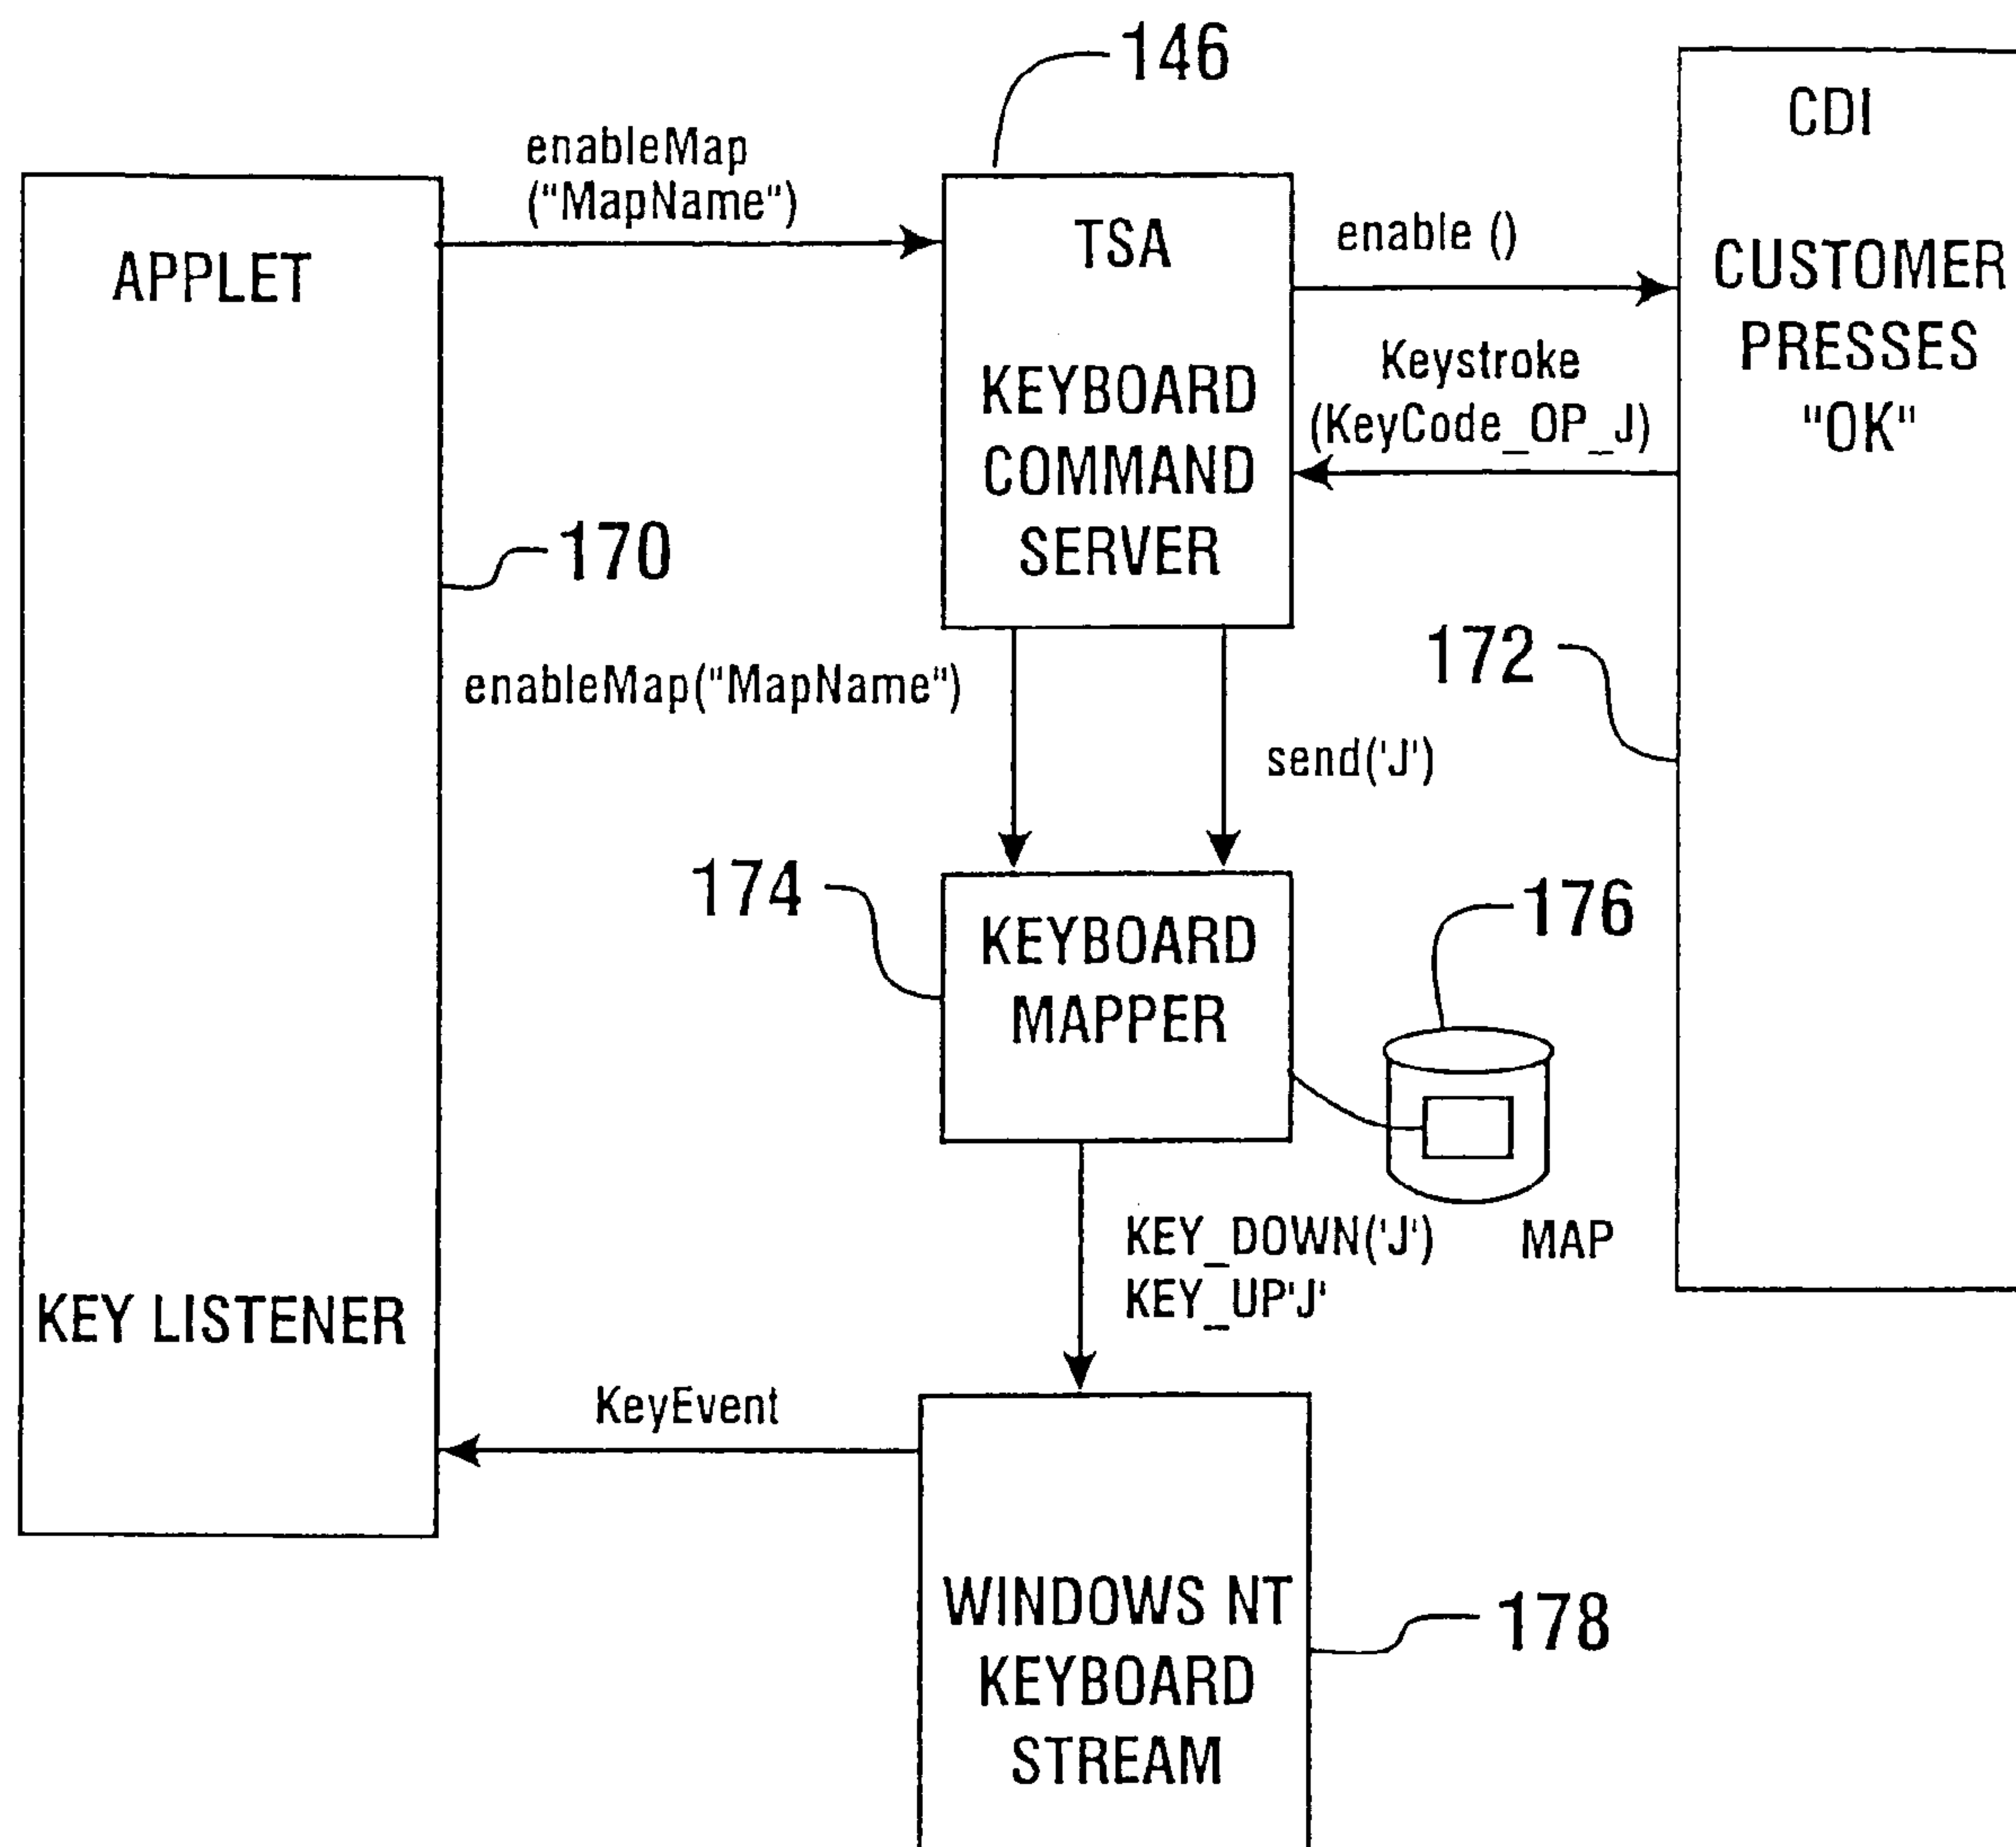 146
CDI
enableMap
("MapName")
APPLET
TSA
enable ()
CUSTOMER
PRESSES
"OK"
KEYBOARD
COMMAND
SERVER
Keystroke
(KeyCode_OP_J)
170
172
enableMap("MapName")
send('J')
174
KEYBOARD
MAPPER
176
KEY_DOWN('J')
KEY_UP'J'
MAP
KEY LISTENER
KeyEvent
WINDOWS NT
KEYBOARD
STREAM
178